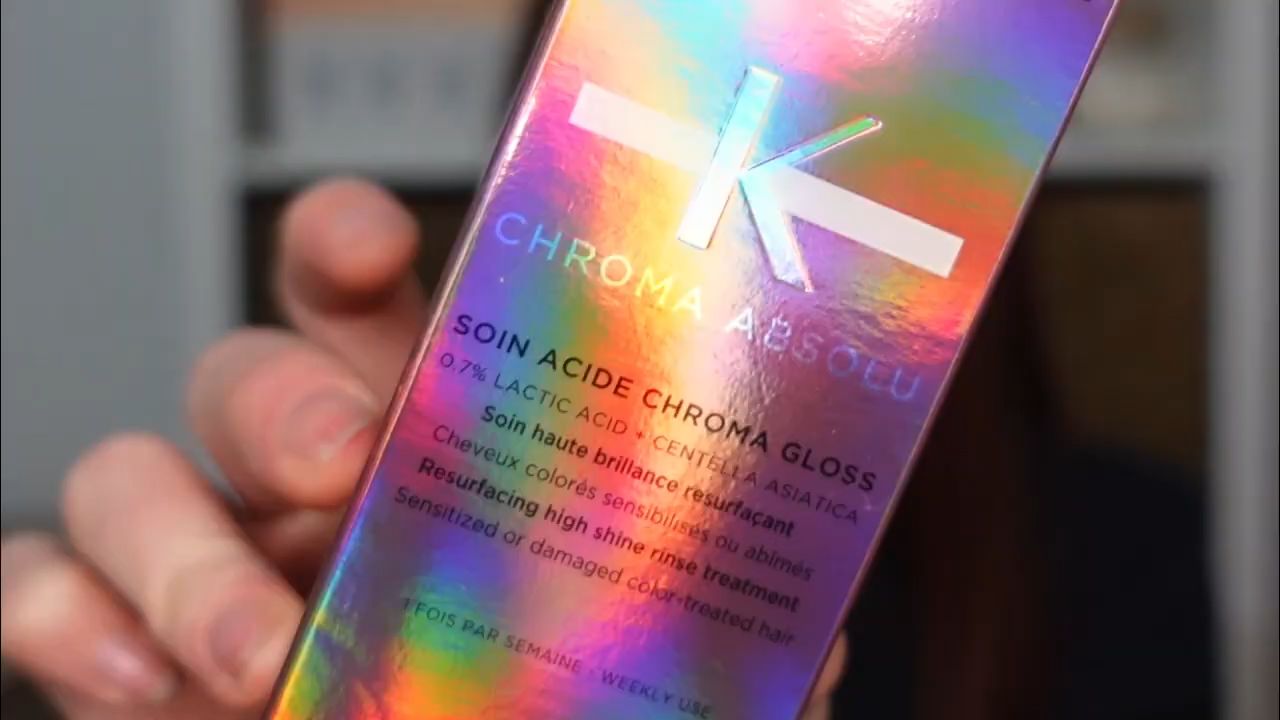 K
CHROMA ABSOLU
SOIN ACIDE CHROMA GLOSS
0.7% LACTIC ACID + CENTELLA ASIATICA
Soin haute brillance resurfaçant
Cheveux colorés sensibilisés ou abîmés
Resurfacing high shine rinse treatment
Sensitized or damaged color-treated hair
1 FOIS PAR SEMAINE - WEEKLY USE